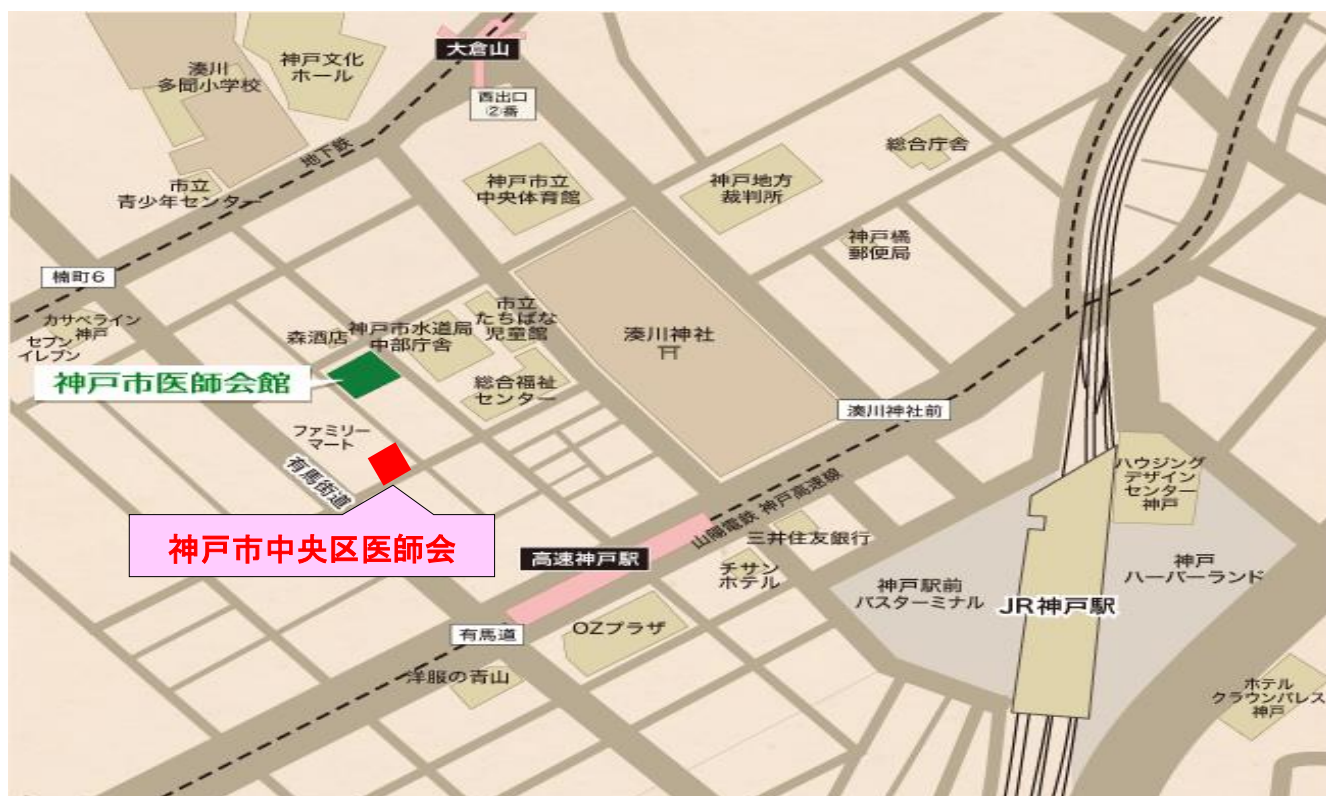 大倉山
神戸文化
ホール
湊川
多聞小学校
西出口
②番
地下鉄
総合庁舎
神戸市立
中央体育館
神戸地方
裁判所
市立
青少年センター
神戸橘
郵便局
楠町6
カサベライン
神戸
セブン
イレブン
森酒店
神戸市水道局
中部庁舎
市立
たちばな
児童館
湊川神社
神戸市医師会館
総合福祉
センター
湊川神社前
ファミリー
マート
有馬街道
ハウジング
デザイン
センター
神戸
山陽電鉄 神戸高速線
神戸市中央区医師会
三井住友銀行
高速神戸駅
チサン
ホテル
神戸
ハーバーランド
神戸駅前
バスターミナル
JR神戸駅
有馬道
OZプラザ
洋服の青山
ホテル
クラウンパレス
神戸